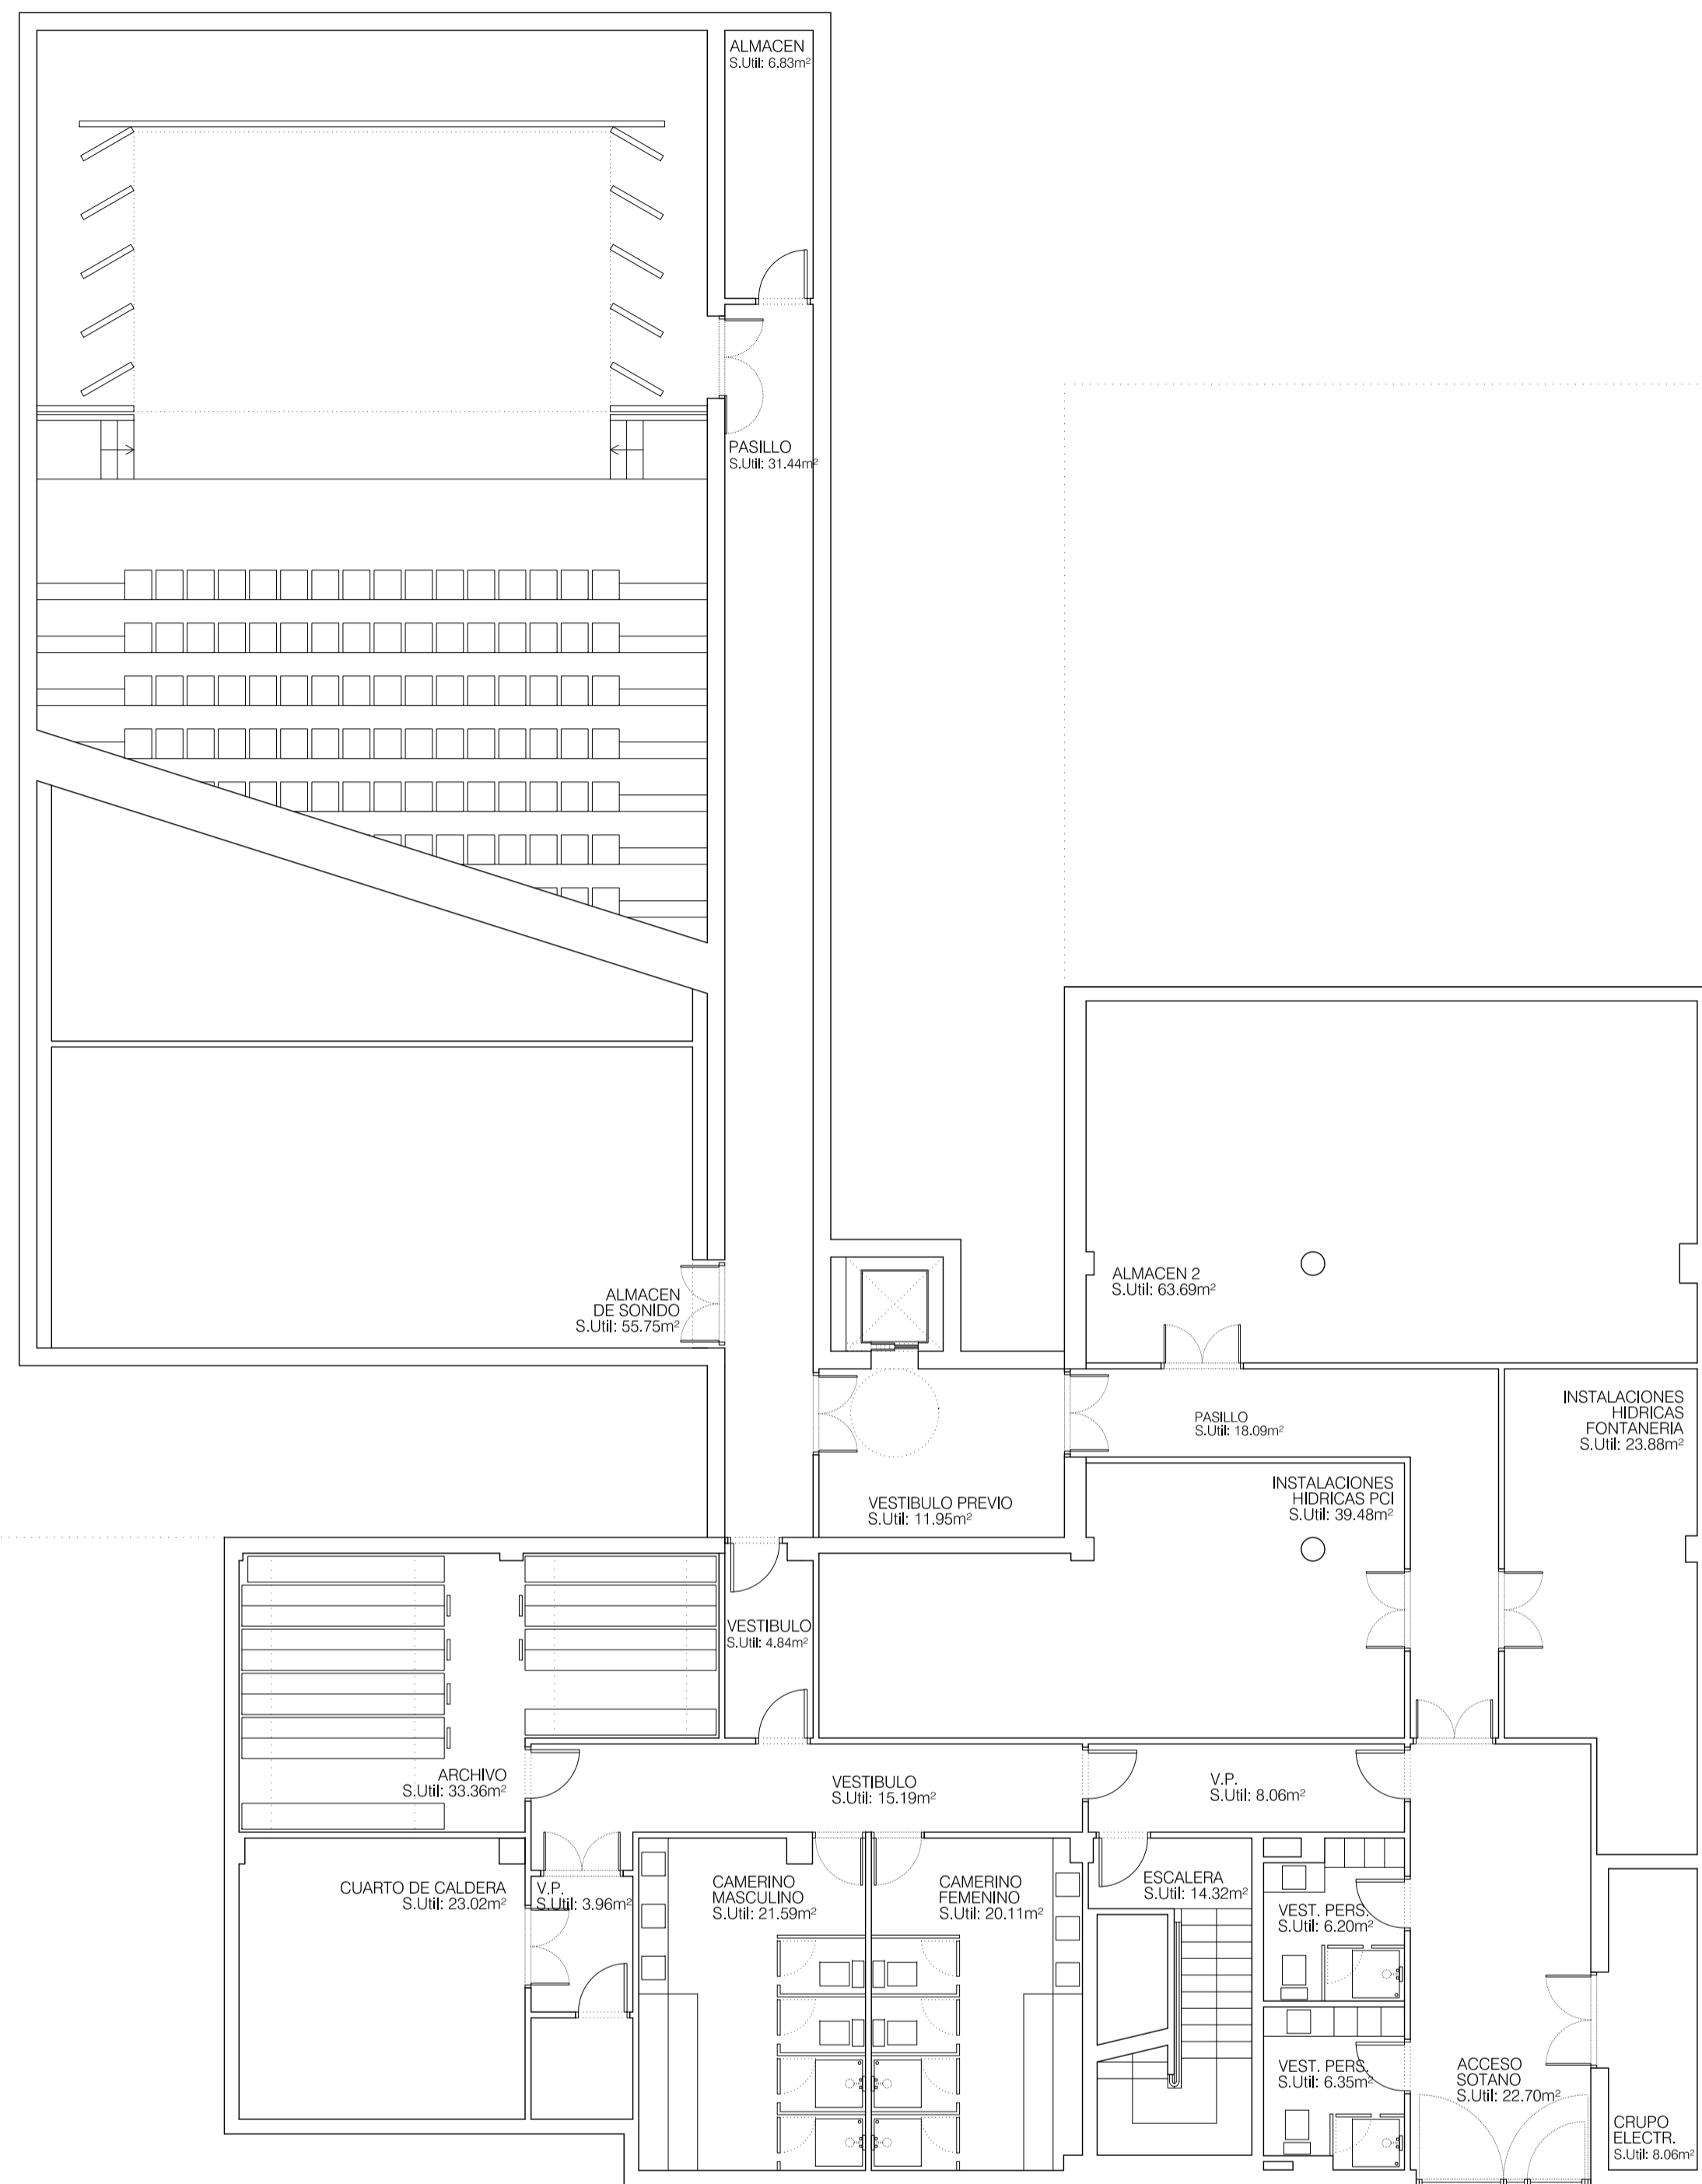 ALMACEN
S.Util: 6.83m²
PASILLO
S.Util: 31.44m²
ALMACEN
DE SONIDO
S.Util: 55.75m²
ALMACEN 2
S.Util: 63.69m²
PASILLO
S.Util: 18.09m²
INSTALACIONES
HIDRICAS
FONTANERIA
S.Util: 23.88m²
VESTIBULO PREVIO
S.Util: 11.95m²
INSTALACIONES
HIDRICAS PCI
S.Util: 39.48m²
VESTIBULO
S.Util: 4.84m²
ARCHIVO
S.Util: 33.36m²
VESTIBULO
S.Util: 15.19m²
V.P.
S.Util: 8.06m²
CUARTO DE CALDERA
S.Util: 23.02m²
V.P.
S.Util: 3.96m²
CAMERINO
MASCULINO
S.Util: 21.59m²
CAMERINO
FEMENINO
S.Util: 20.11m²
ESCALERA
S.Util: 14.32m²
VEST. PERS.
S.Util: 6.20m²
VEST. PERS.
S.Util: 6.35m²
ACCESO
SOTANO
S.Util: 22.70m²
CRUPO
ELECTR.
S.Util: 8.06m²